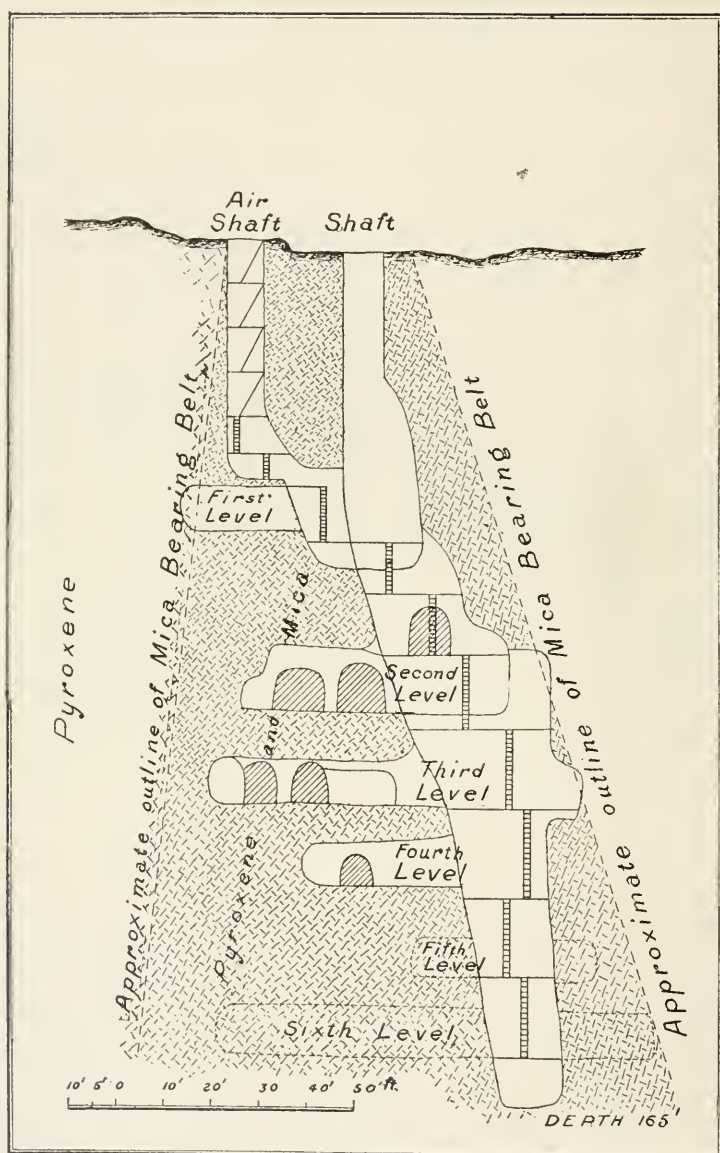 Air
Shaft
Shaft
Approximate outline of Mica Bearing Belt
Approximate outline of Mica Bearing Belt
First
Level
Pyroxene
Pyroxene and Mica
Second
Level
Third
Level
Fourth
Level
Fifth
Level
Sixth Level
10' 5' 0 10' 20' 30 40' 50 ft.
DEPTH 165'